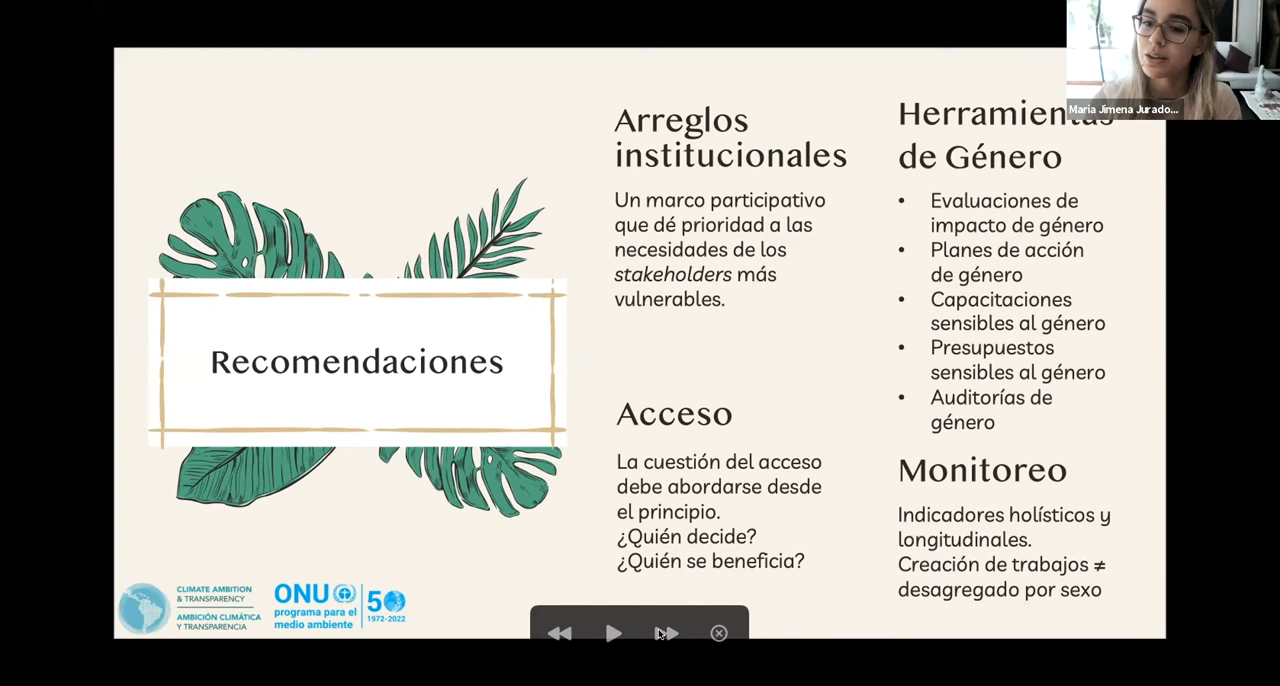 Maria Jimena Jurado...
Recomendaciones
Arreglos
institucionales
Un marco participativo
que dé prioridad a las
necesidades de los
stakeholders más
vulnerables.
Acceso
La cuestión del acceso
debe abordarse desde
el principio.
¿Quién decide?
¿Quién se beneficia?
Herramientas
de Género
• Evaluaciones de
impacto de género
• Planes de acción
de género
• Capacitaciones
sensibles al género
• Presupuestos
sensibles al género
• Auditorías de
género
Monitoreo
Indicadores holísticos y
longitudinales.
Creación de trabajos ≠
desagregado por sexo
CLIMATE AMBITION
& TRANSPARENCY
AMBICIÓN CLIMÁTICA
Y TRANSPARENCIA
ONU
programa para el
medio ambiente
50
1972-2022